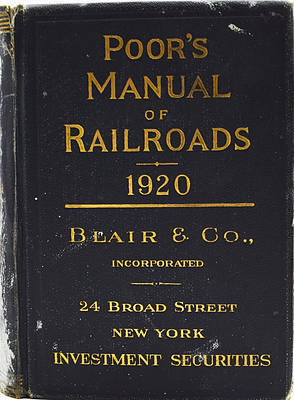 POOR'S
MANUAL
OF
RAILROADS
1920
BLAIR & CO.,
INCORPORATED
24 BROAD STREET
NEW YORK
INVESTMENT SECURITIES